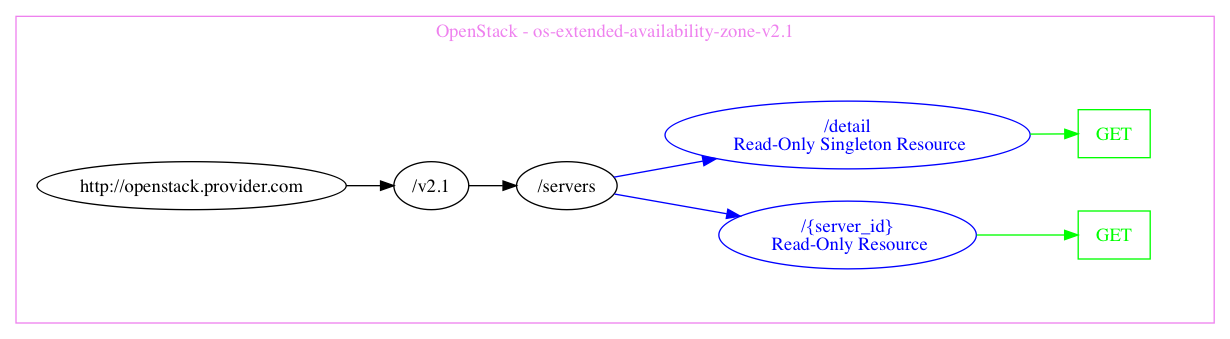 OpenStack - os-extended-availability-zone-v2.1
http://openstack.provider.com
/v2.1
/servers
/detail
Read-Only Singleton Resource
GET
/{server_id}
Read-Only Resource
GET